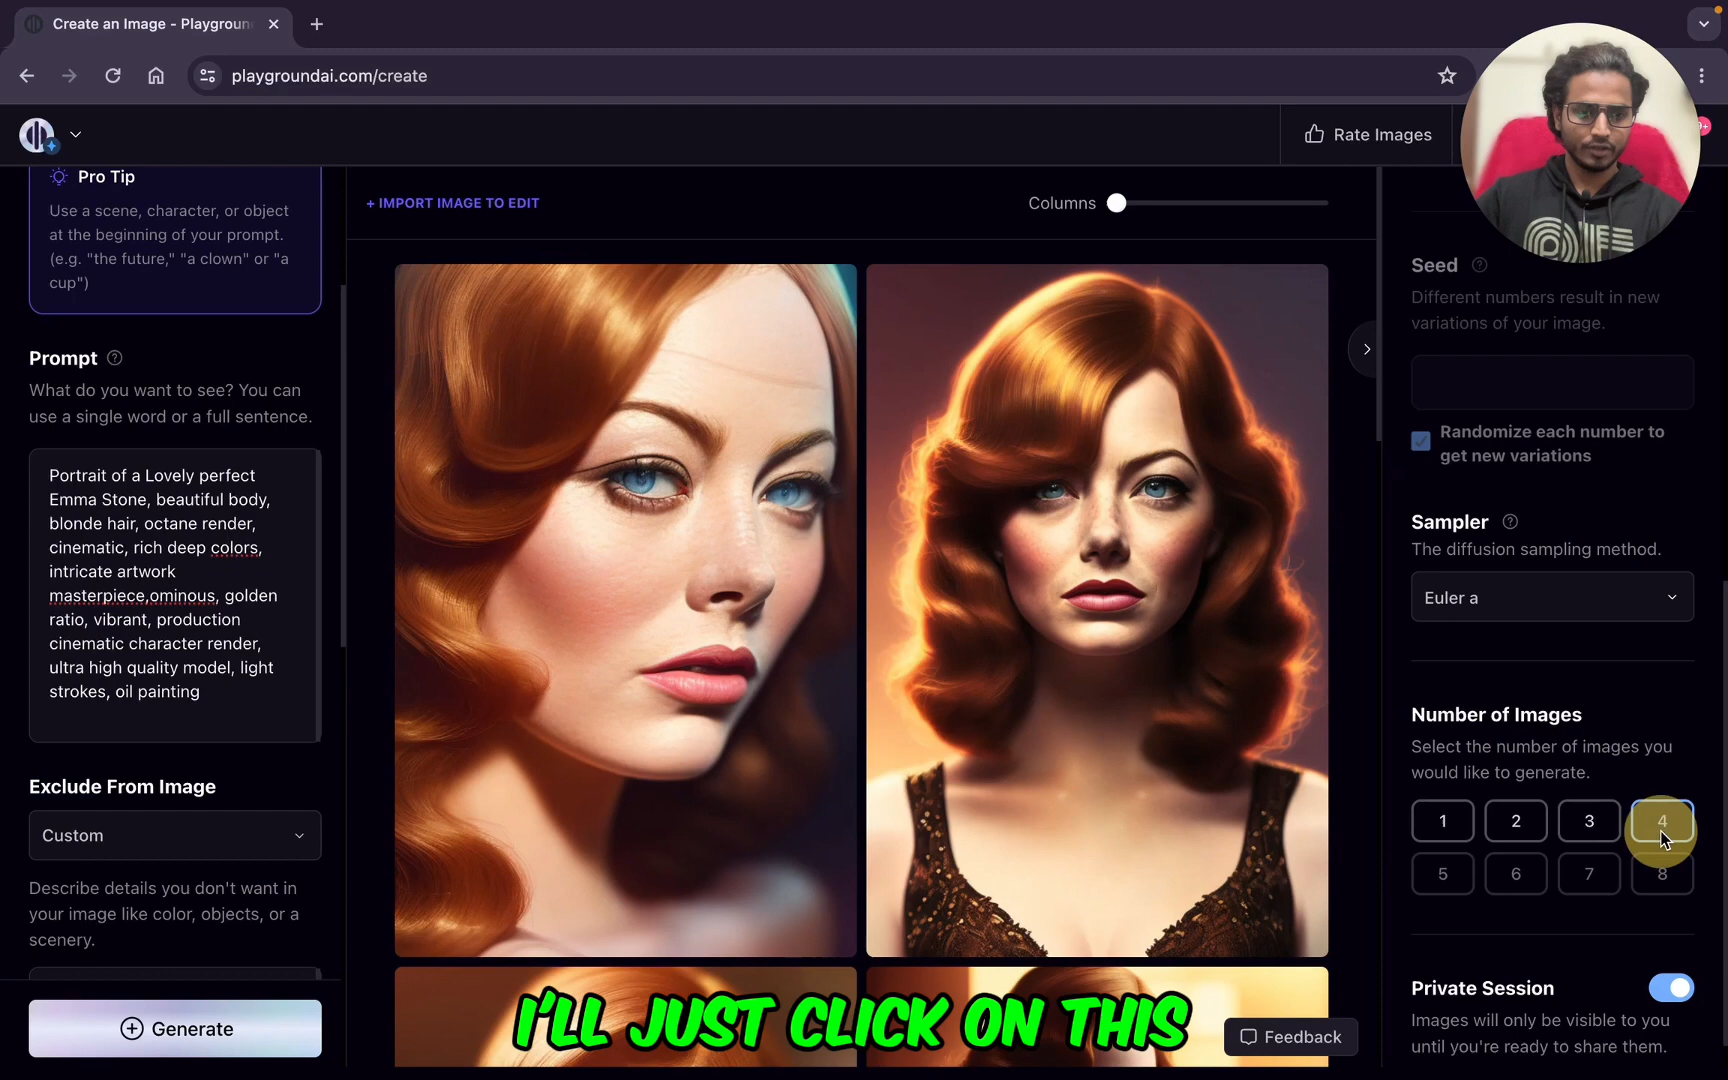 Create an Image - Playgroun
playgroundai.com/create
Rate Images
9+
Pro Tip
Use a scene, character, or object
at the beginning of your prompt.
(e.g. "the future," "a clown" or "a
cup")
Prompt
What do you want to see? You can
use a single word or a full sentence.
Portrait of a Lovely perfect
Emma Stone, beautiful body,
blonde hair, octane render,
cinematic, rich deep colors,
intricate artwork
masterpiece,ominous, golden
ratio, vibrant, production
cinematic character render,
ultra high quality model, light
strokes, oil painting
Exclude From Image
Custom
Describe details you don't want in
your image like color, objects, or a
scenery.
Generate
+ IMPORT IMAGE TO EDIT
Columns
I'LL JUST CLICK ON THIS
Feedback
Seed
Different numbers result in new
variations of your image.
Randomize each number to
get new variations
Sampler
The diffusion sampling method.
Euler a
Number of Images
Select the number of images you
would like to generate.
1 2 3 4
5 6 7 8
Private Session
Images will only be visible to you
until you're ready to share them.